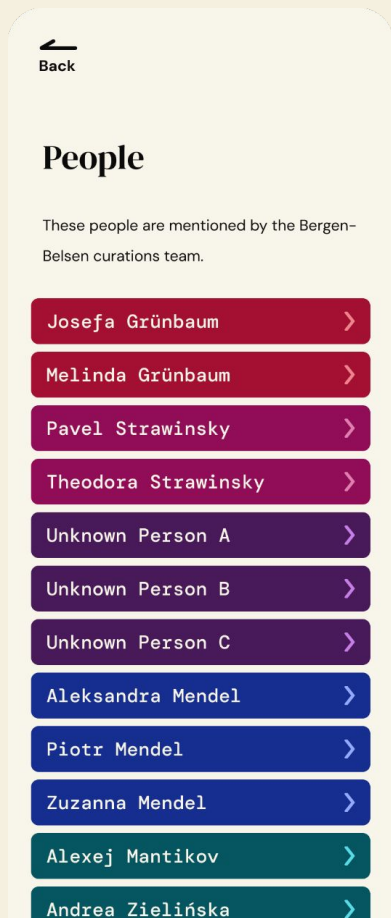 Back
People
These people are mentioned by the Bergen-
Belsen curations team.
Josefa Grünbaum
Melinda Grünbaum
Pavel Strawinsky
Theodora Strawinsky
Unknown Person A
Unknown Person B
Unknown Person C
Aleksandra Mendel
Piotr Mendel
Zuzanna Mendel
Alexej Mantikov
Andrea Zielińska